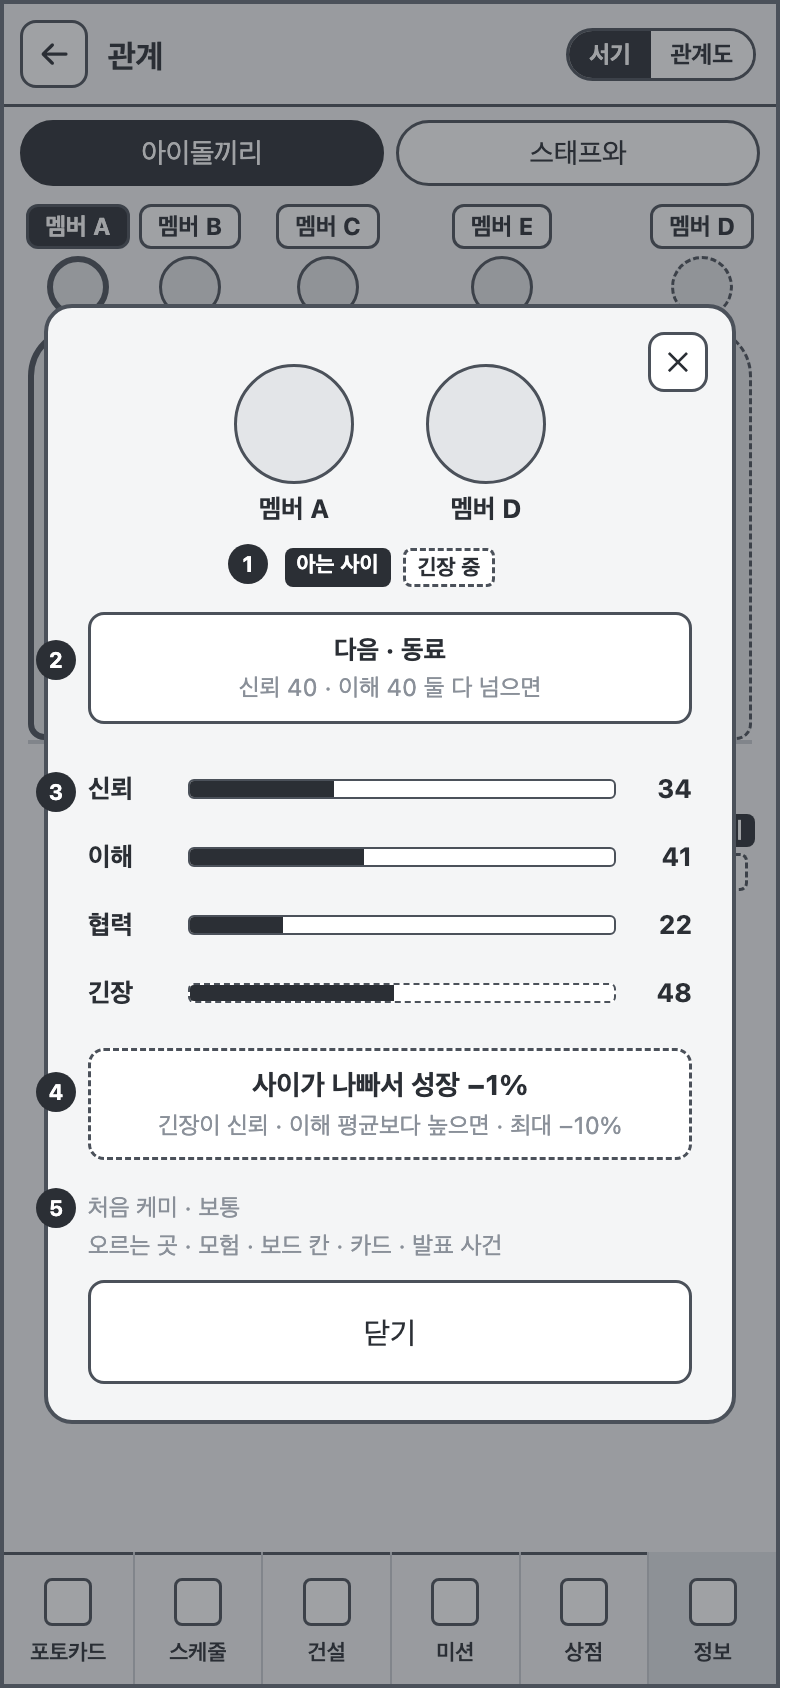 관계
서기 관계도
아이돌끼리 스태프와
멤버 A 멤버 B 멤버 C 멤버 E 멤버 D
멤버 A 멤버 D
1 아는 사이 긴장 중
2 다음 · 동료
신뢰 40 · 이해 40 둘 다 넘으면
3 신뢰 34
이해 41
협력 22
긴장 48
4 사이가 나빠서 성장 –1%
긴장이 신뢰 · 이해 평균보다 높으면 · 최대 –10%
5 처음 케미 · 보통
오르는 곳 · 모험 · 보드 칸 · 카드 · 발표 사건
닫기
포토카드 스케줄 건설 미션 상점 정보